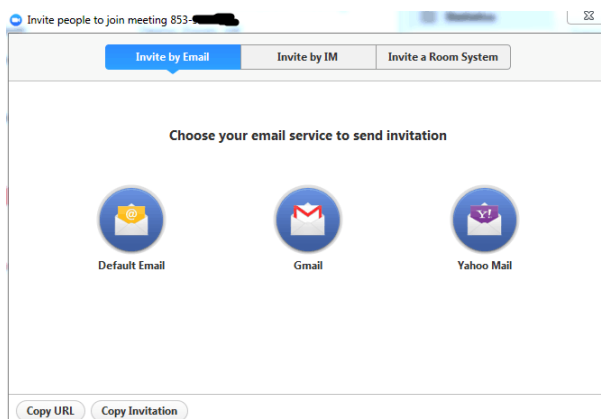 Invite people to join meeting 853-
Invite by Email
Invite by IM
Invite a Room System
Choose your email service to send invitation
Default Email
Gmail
Yahoo Mail
Copy URL
Copy Invitation